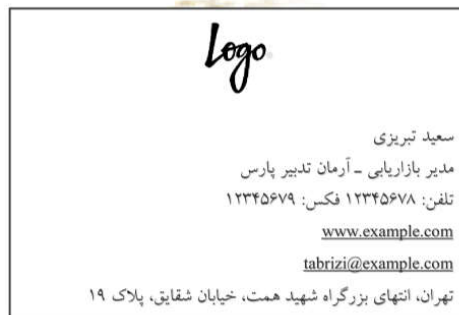 Logo
سعید تبریزی
مدیر بازاریابی – آرمان تدبیر پارس
تلفن: ۱۲۳۴۵۶۷۸ فکس: ۱۲۳۴۵۶۷۹
www.example.com
tabrizi@example.com
تهران، انتهای بزرگراه شهید همت، خیابان شقایق، پلاک ۱۹